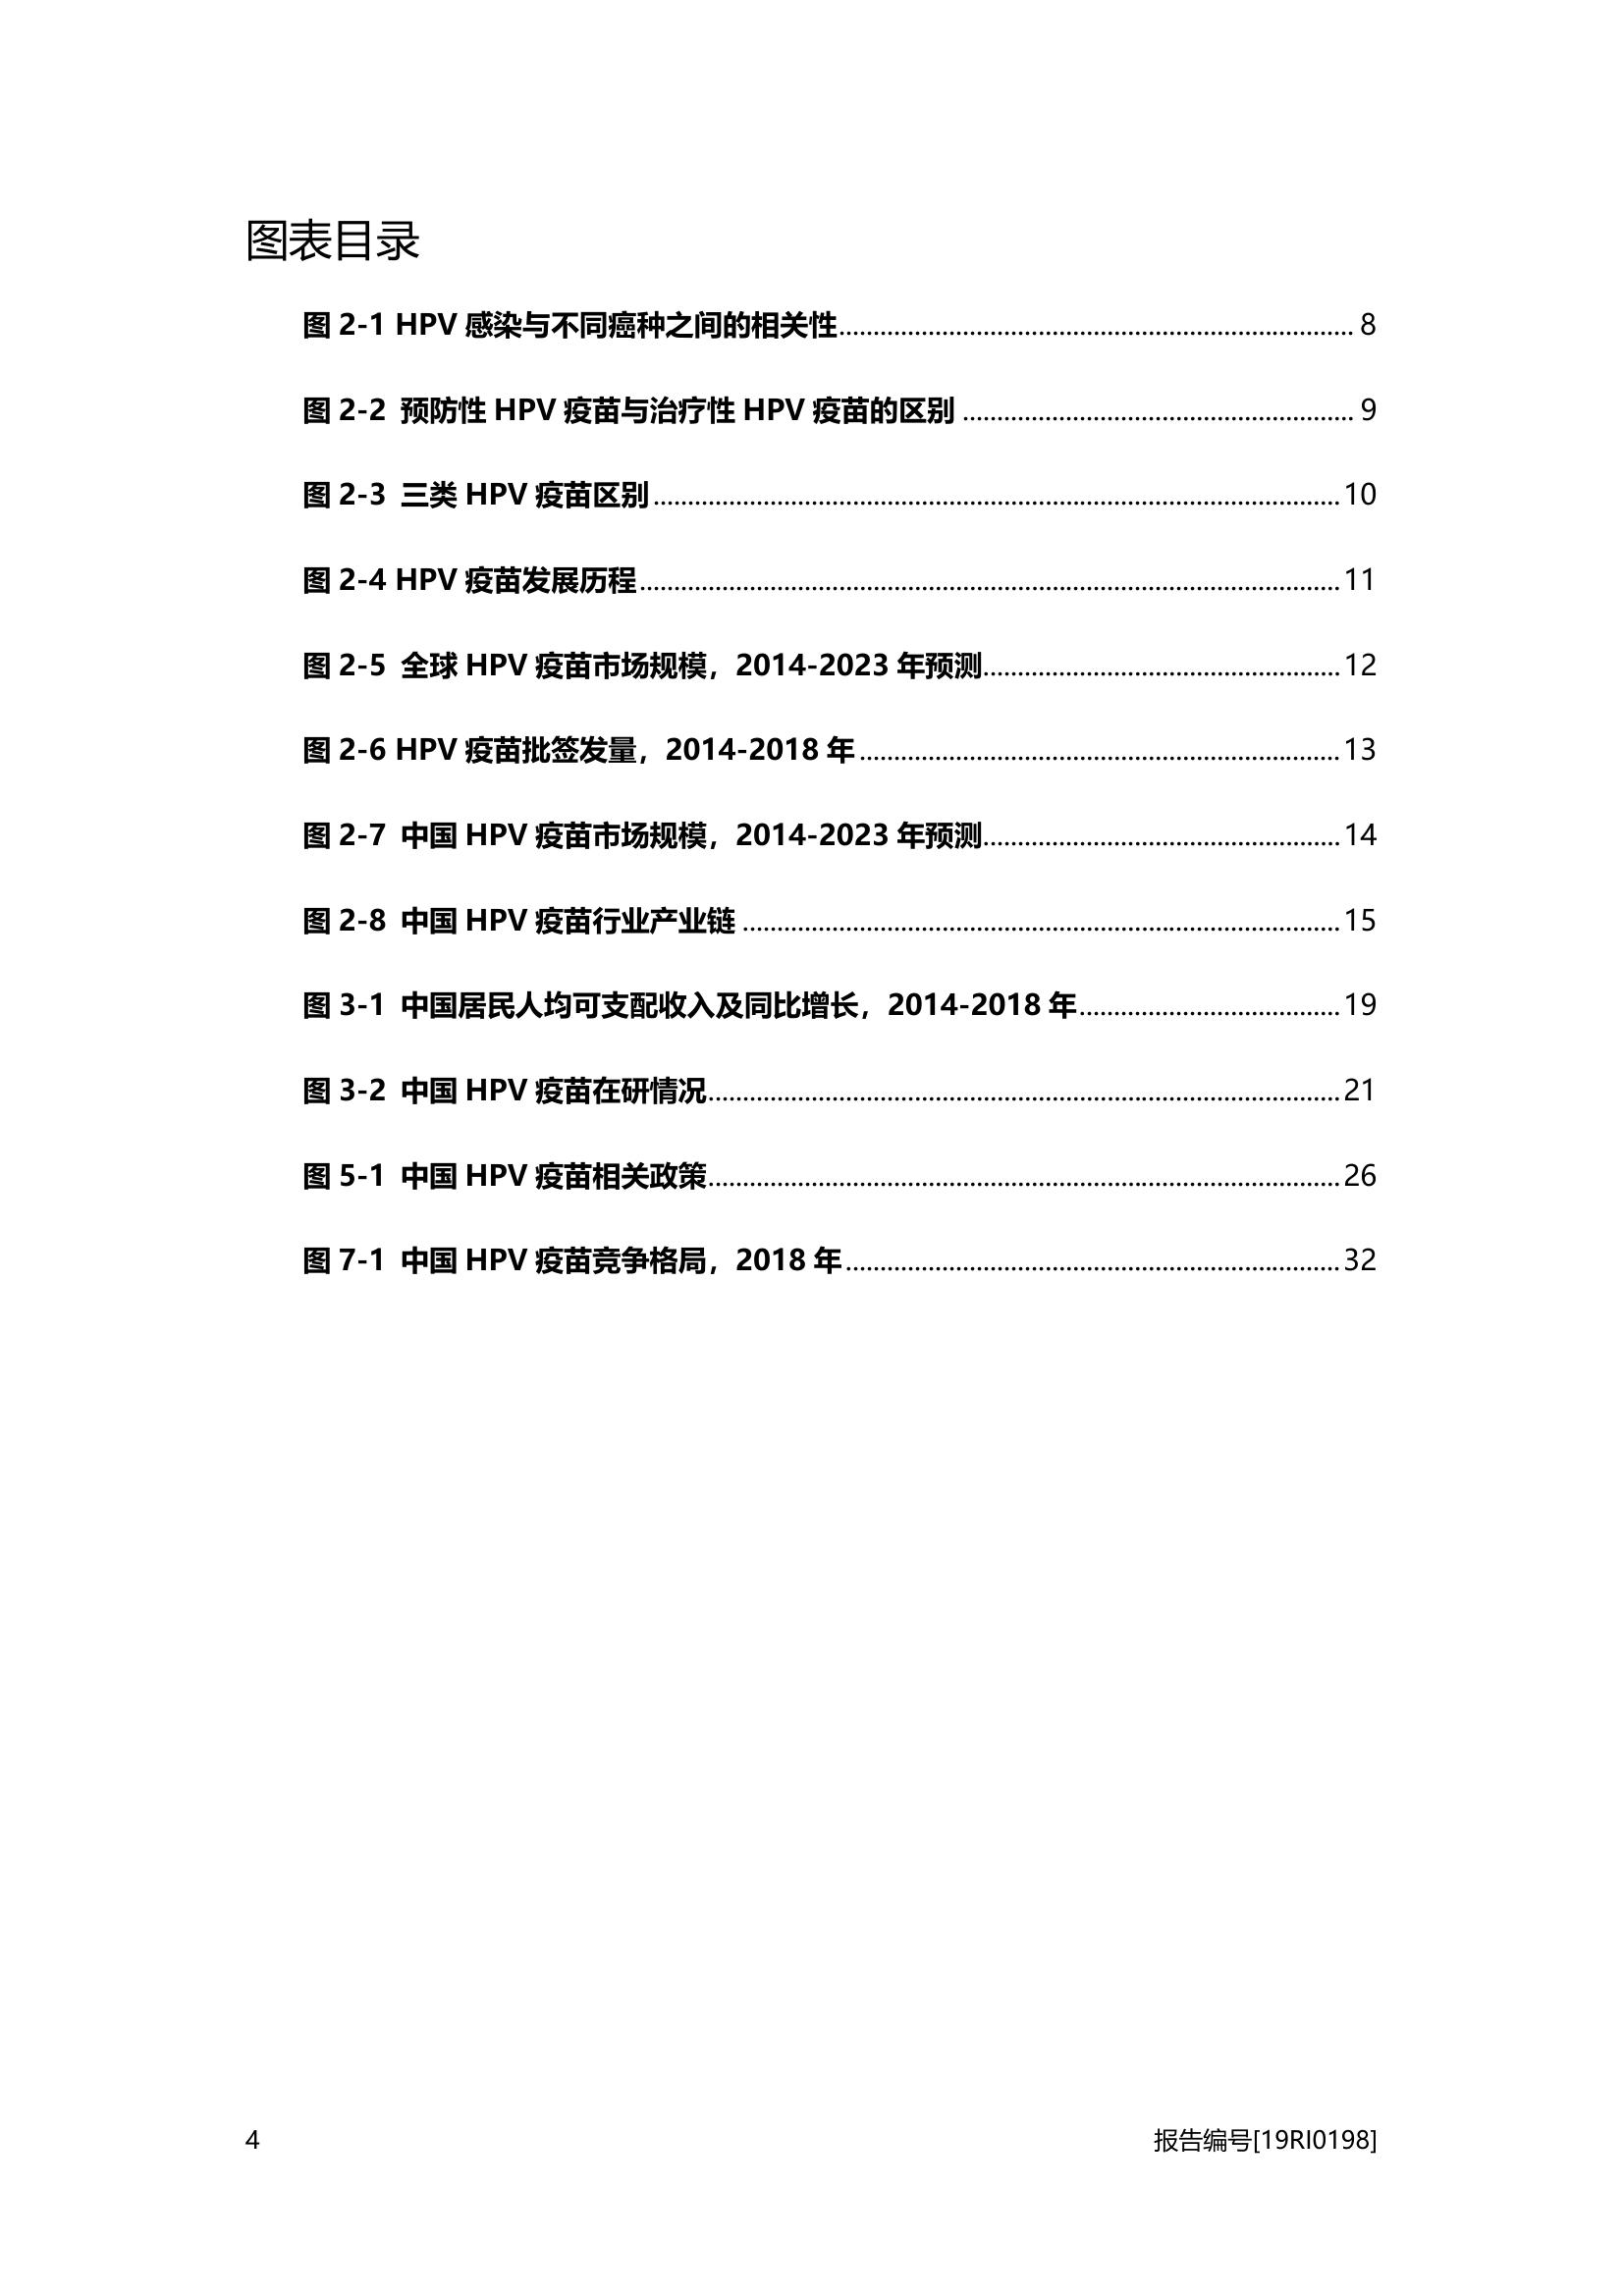 图表目录
图 2-1 HPV 感染与不同癌种之间的相关性........................................................................... 8
图 2-2 预防性 HPV 疫苗与治疗性 HPV 疫苗的区别 ......................................................... 9
图 2-3 三类 HPV 疫苗区别....................................................................................................10
图 2-4 HPV 疫苗发展历程......................................................................................................11
图 2-5 全球 HPV 疫苗市场规模，2014-2023 年预测....................................................12
图 2-6 HPV 疫苗批签发量，2014-2018 年......................................................................13
图 2-7 中国 HPV 疫苗市场规模，2014-2023 年预测....................................................14
图 2-8 中国 HPV 疫苗行业产业链 .......................................................................................15
图 3-1 中国居民人均可支配收入及同比增长，2014-2018 年......................................19
图 3-2 中国 HPV 疫苗在研情况............................................................................................21
图 5-1 中国 HPV 疫苗相关政策............................................................................................26
图 7-1 中国 HPV 疫苗竞争格局，2018 年........................................................................32
4
报告编号[19RI0198]